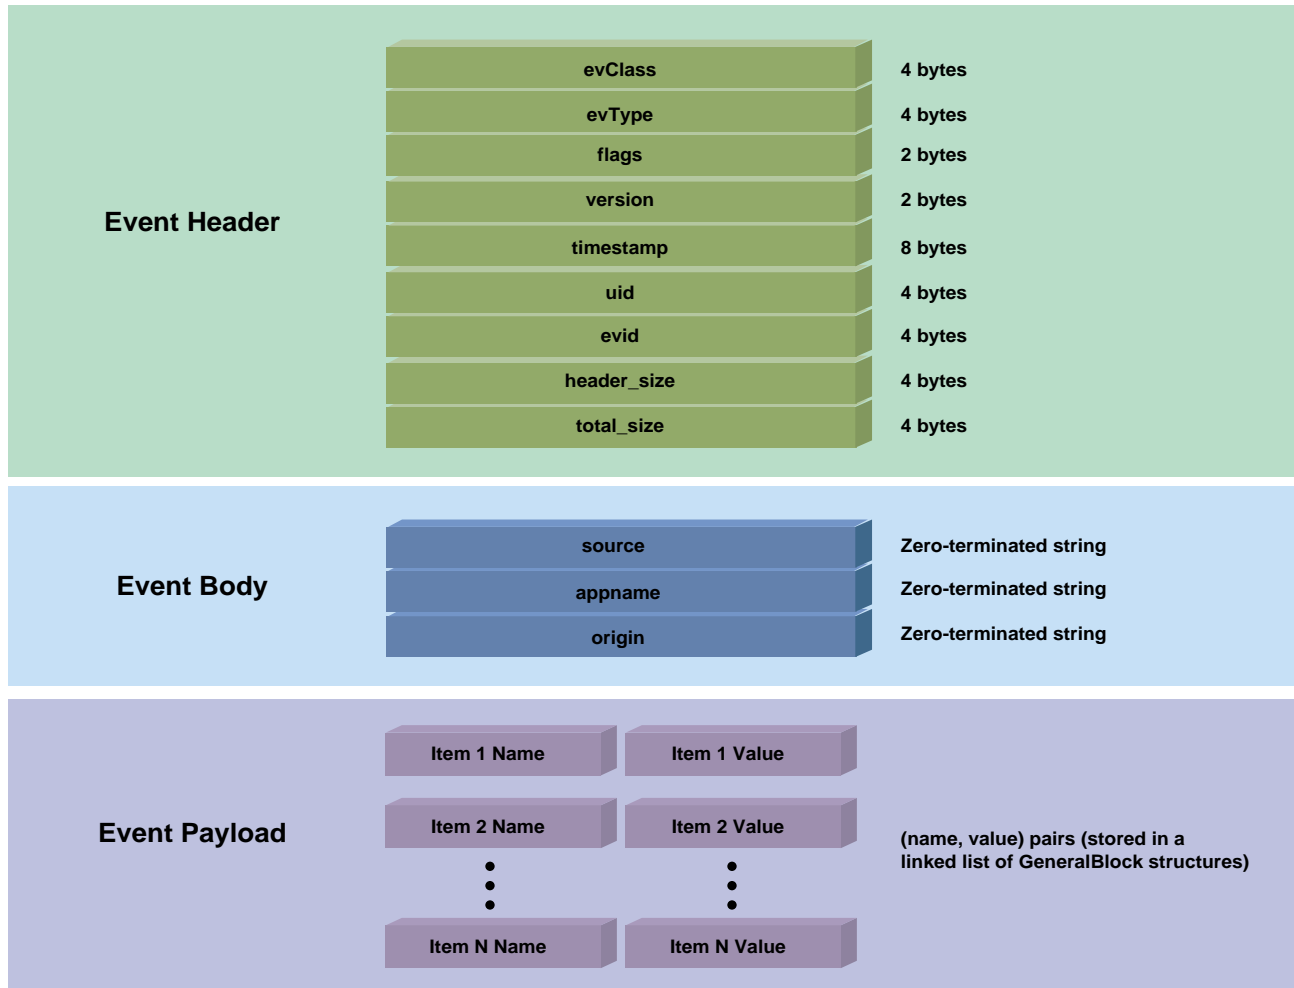 evClass 4 bytes
evType 4 bytes
flags 2 bytes
version 2 bytes
Event Header
timestamp 8 bytes
uid 4 bytes
evid 4 bytes
header_size 4 bytes
total_size 4 bytes
source Zero-terminated string
Event Body
appname Zero-terminated string
origin Zero-terminated string
Item 1 Name Item 1 Value
Item 2 Name Item 2 Value
Event Payload
(name, value) pairs (stored in a
linked list of GeneralBlock structures)
Item N Name Item N Value